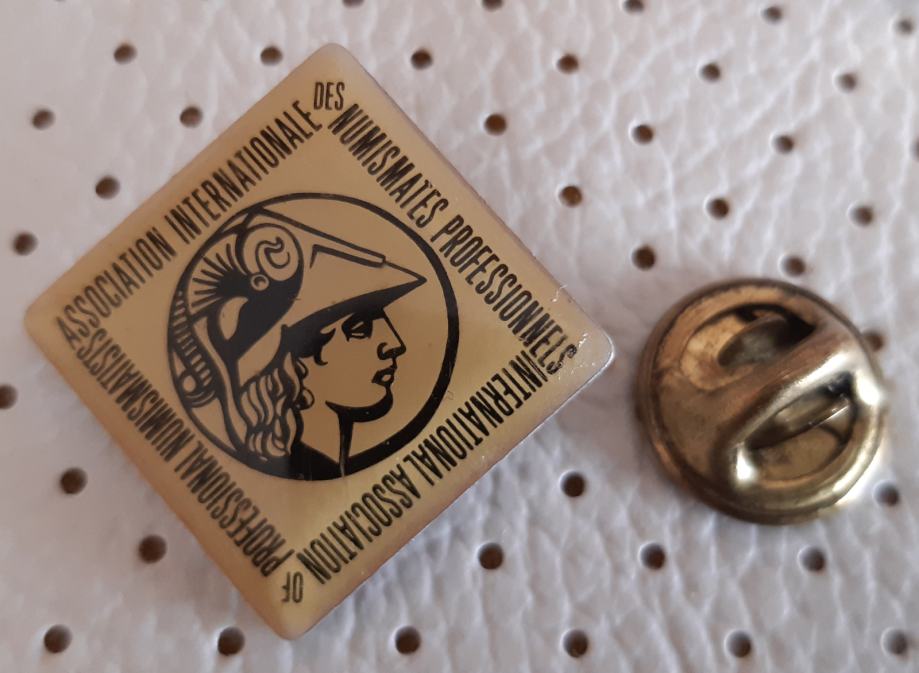 ASSOCIATION INTERNATIONALE DES
NUMISMATES PROFESSIONNELS
INTERNATIONAL ASSOCIATION OF
PROFESSIONAL NUMISMATISTS